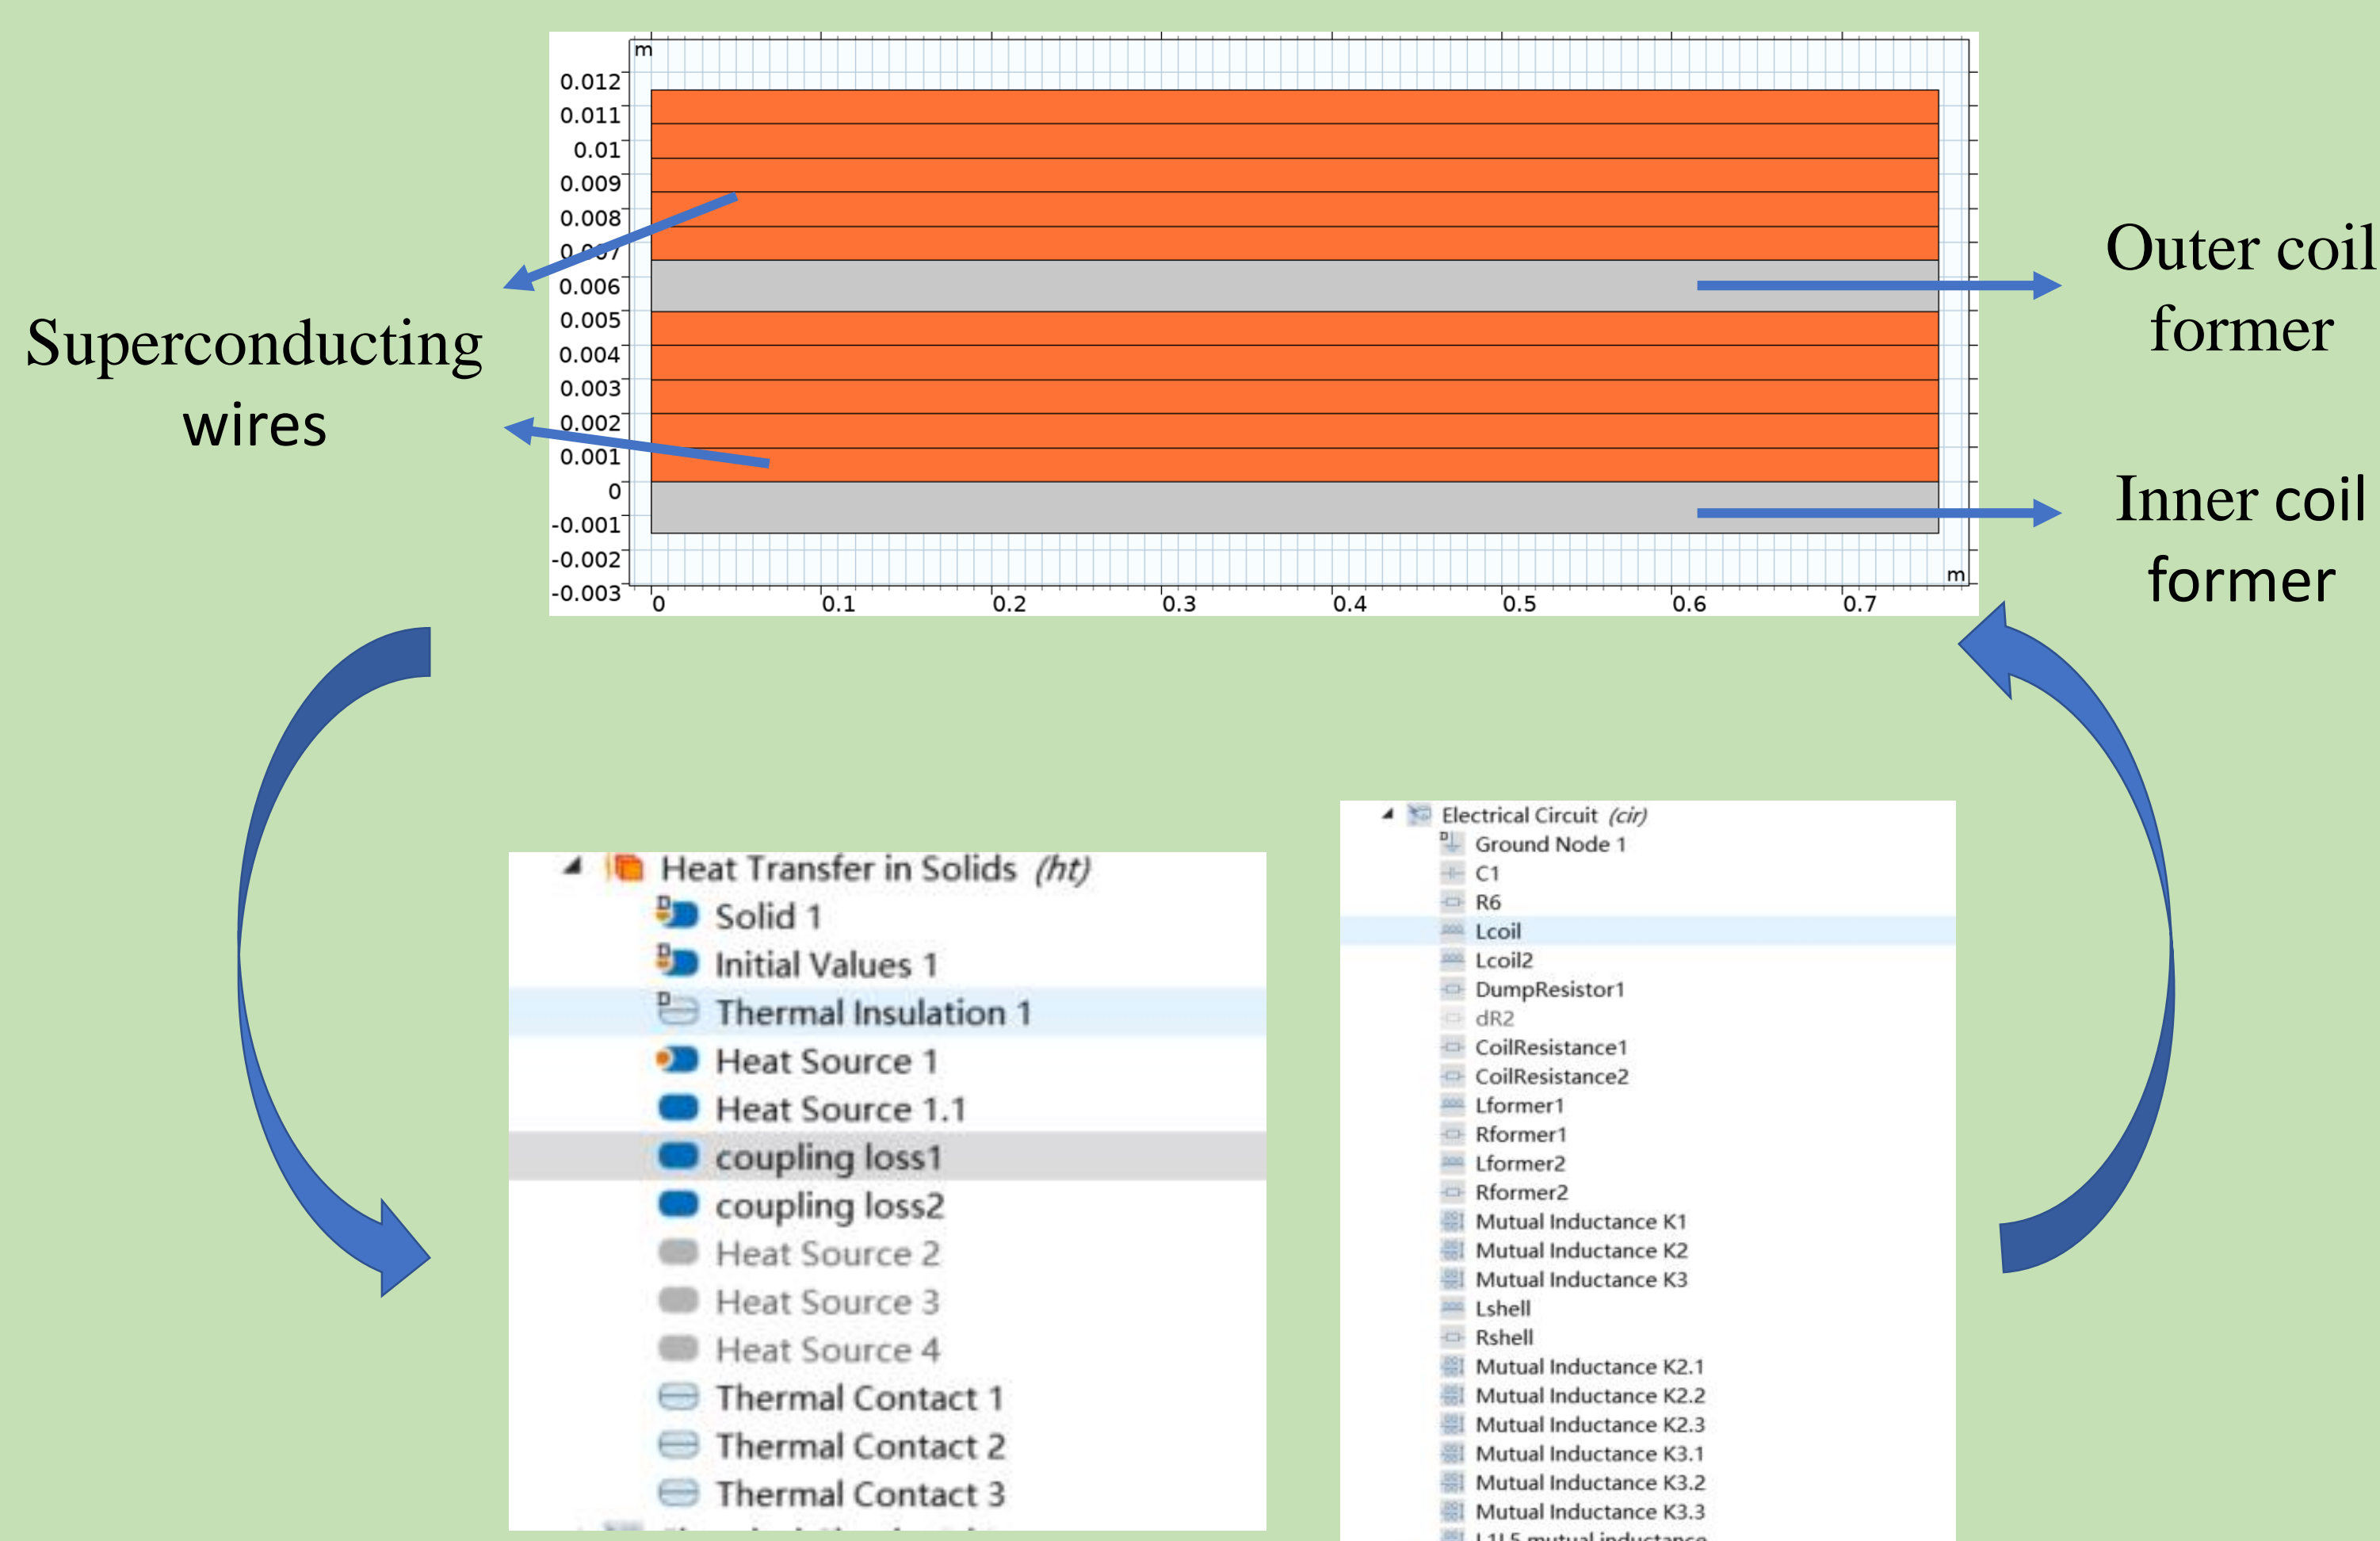 m
0.012
0.011
0.01
0.009
0.008
0.007
0.006
0.005
0.004
0.003
0.002
0.001
0
-0.001
-0.002
-0.003
0 0.1 0.2 0.3 0.4 0.5 0.6 0.7
m
Superconducting
wires
Outer coil
former
Inner coil
former
Heat Transfer in Solids (ht)
Solid 1
Initial Values 1
Thermal Insulation 1
Heat Source 1
Heat Source 1.1
coupling loss1
coupling loss2
Heat Source 2
Heat Source 3
Heat Source 4
Thermal Contact 1
Thermal Contact 2
Thermal Contact 3
Electrical Circuit (cir)
Ground Node 1
C1
R6
Lcoil
Lcoil2
DumpResistor1
dR2
CoilResistance1
CoilResistance2
Lformer1
Rformer1
Lformer2
Rformer2
Mutual Inductance K1
Mutual Inductance K2
Mutual Inductance K3
Lshell
Rshell
Mutual Inductance K2.1
Mutual Inductance K2.2
Mutual Inductance K2.3
Mutual Inductance K3.1
Mutual Inductance K3.2
Mutual Inductance K3.3
L1L5 mutual inductance